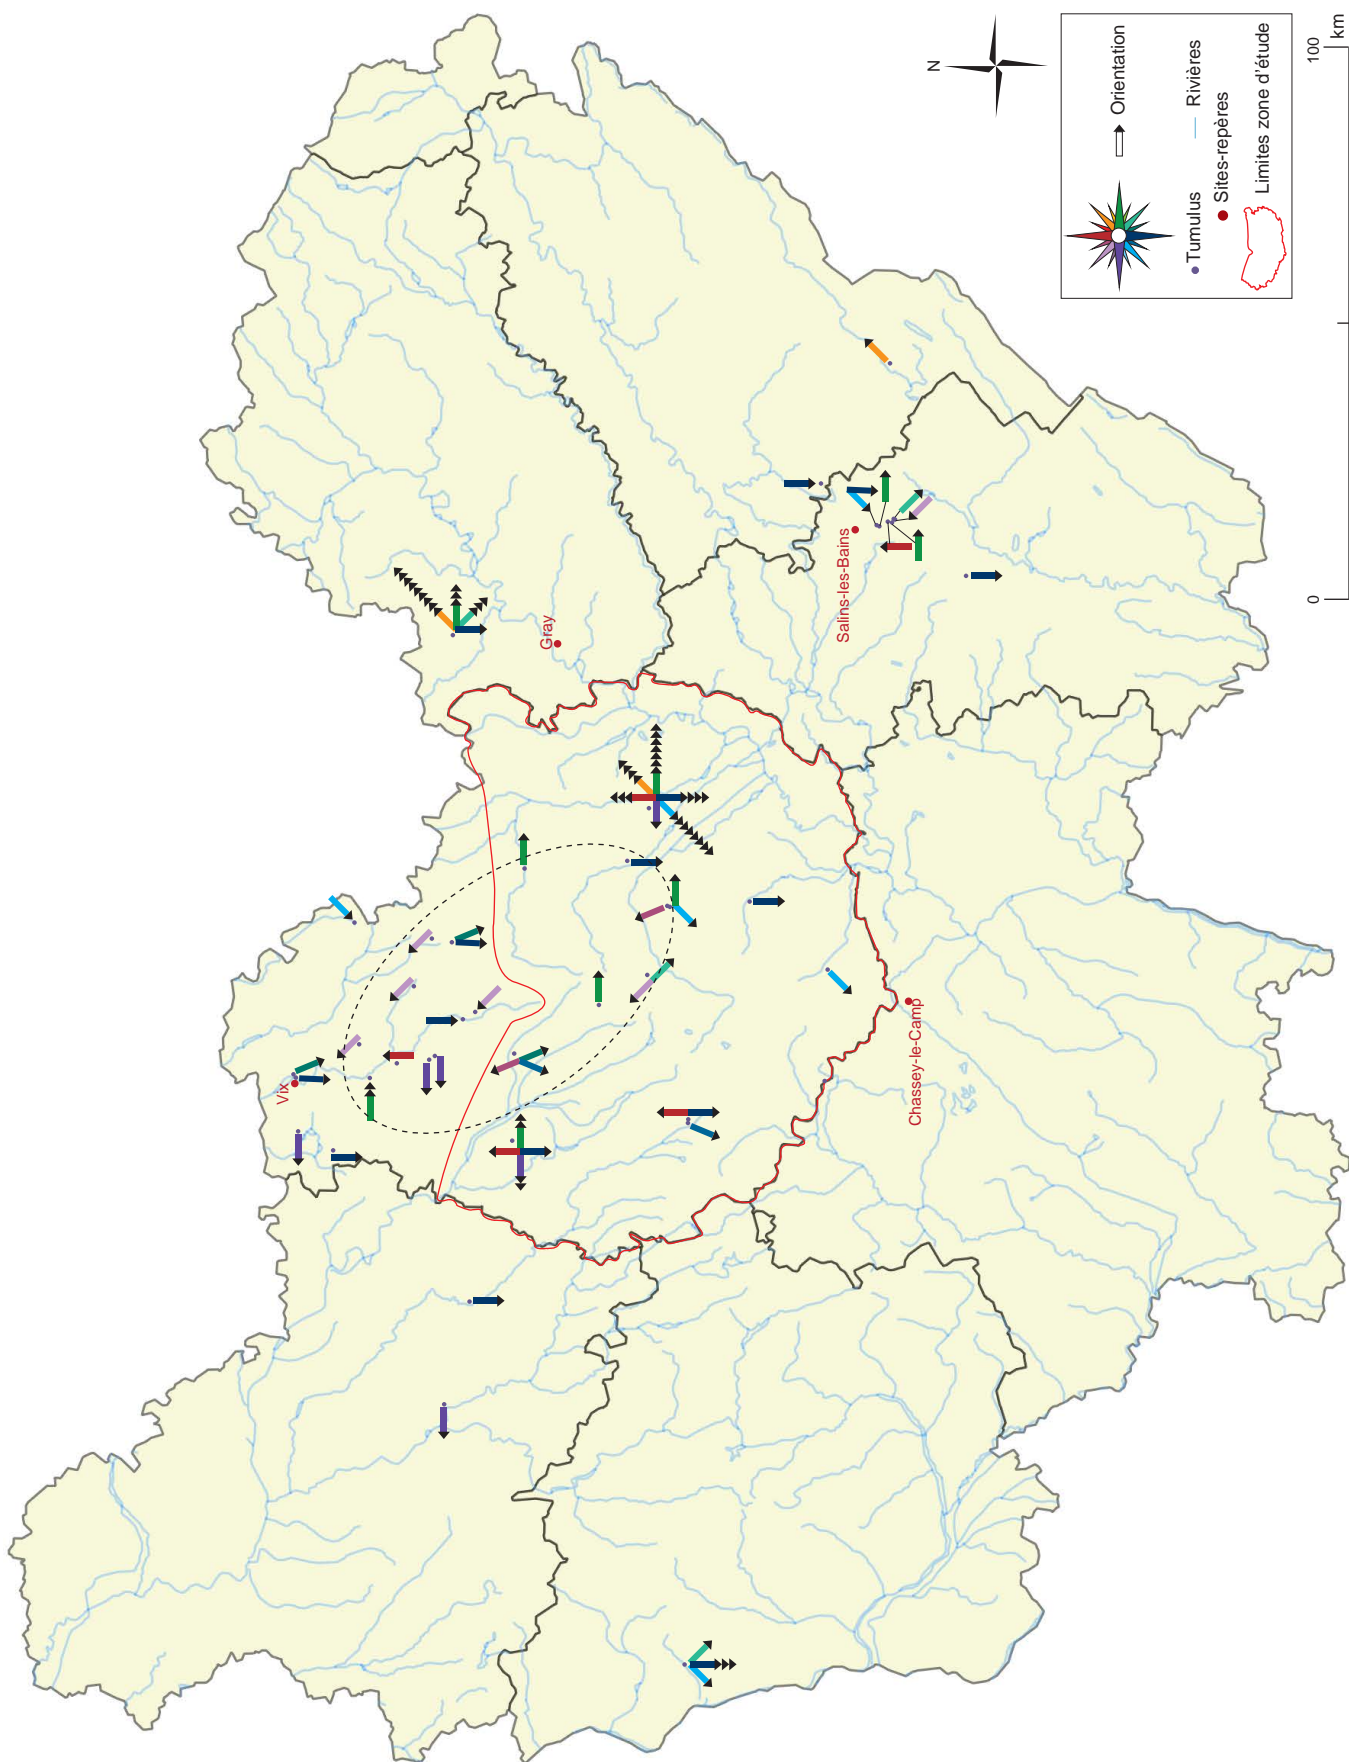 N
Vix
Gray
Salins-les-Bains
Chassey-le-Camp
Orientation
Tumulus
Rivières
Sites-repères
Limites zone d'étude
0
100
km